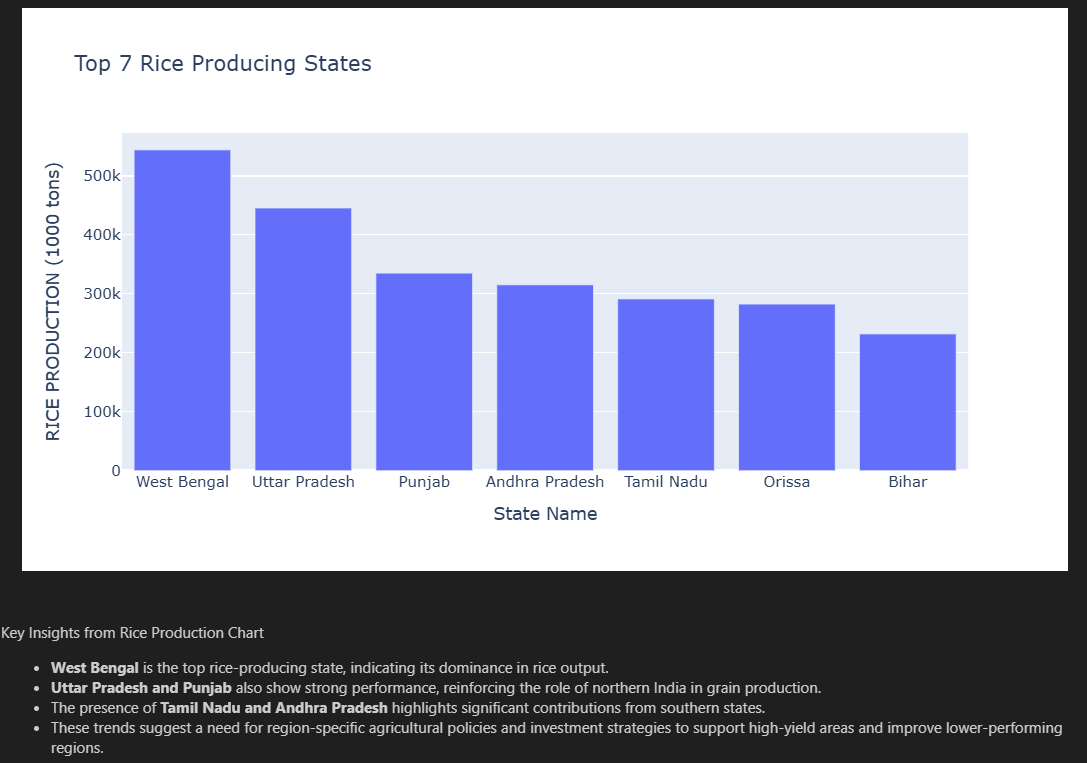 Top 7 Rice Producing States
RICE PRODUCTION (1000 tons)
500k
400k
300k
200k
100k
0
West Bengal Uttar Pradesh Punjab Andhra Pradesh Tamil Nadu Orissa Bihar
State Name
Key Insights from Rice Production Chart
• West Bengal is the top rice-producing state, indicating its dominance in rice output.
• Uttar Pradesh and Punjab also show strong performance, reinforcing the role of northern India in grain production.
• The presence of Tamil Nadu and Andhra Pradesh highlights significant contributions from southern states.
• These trends suggest a need for region-specific agricultural policies and investment strategies to support high-yield areas and improve lower-performing
regions.